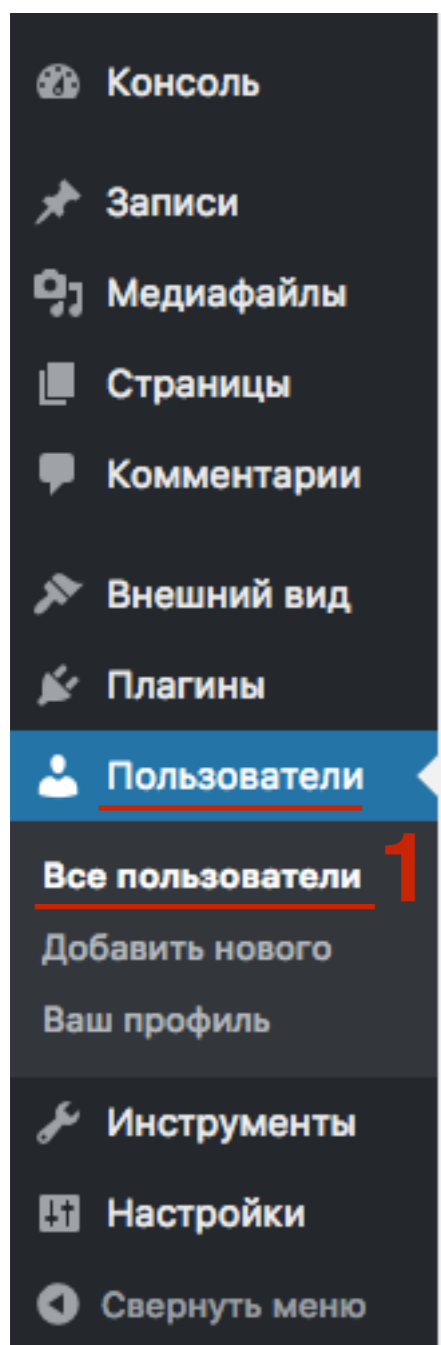 Консоль
Записи
Медиафайлы
Страницы
Комментарии
Внешний вид
Плагины
Пользователи
Все пользователи 1
Добавить нового
Ваш профиль
Инструменты
Настройки
Свернуть меню